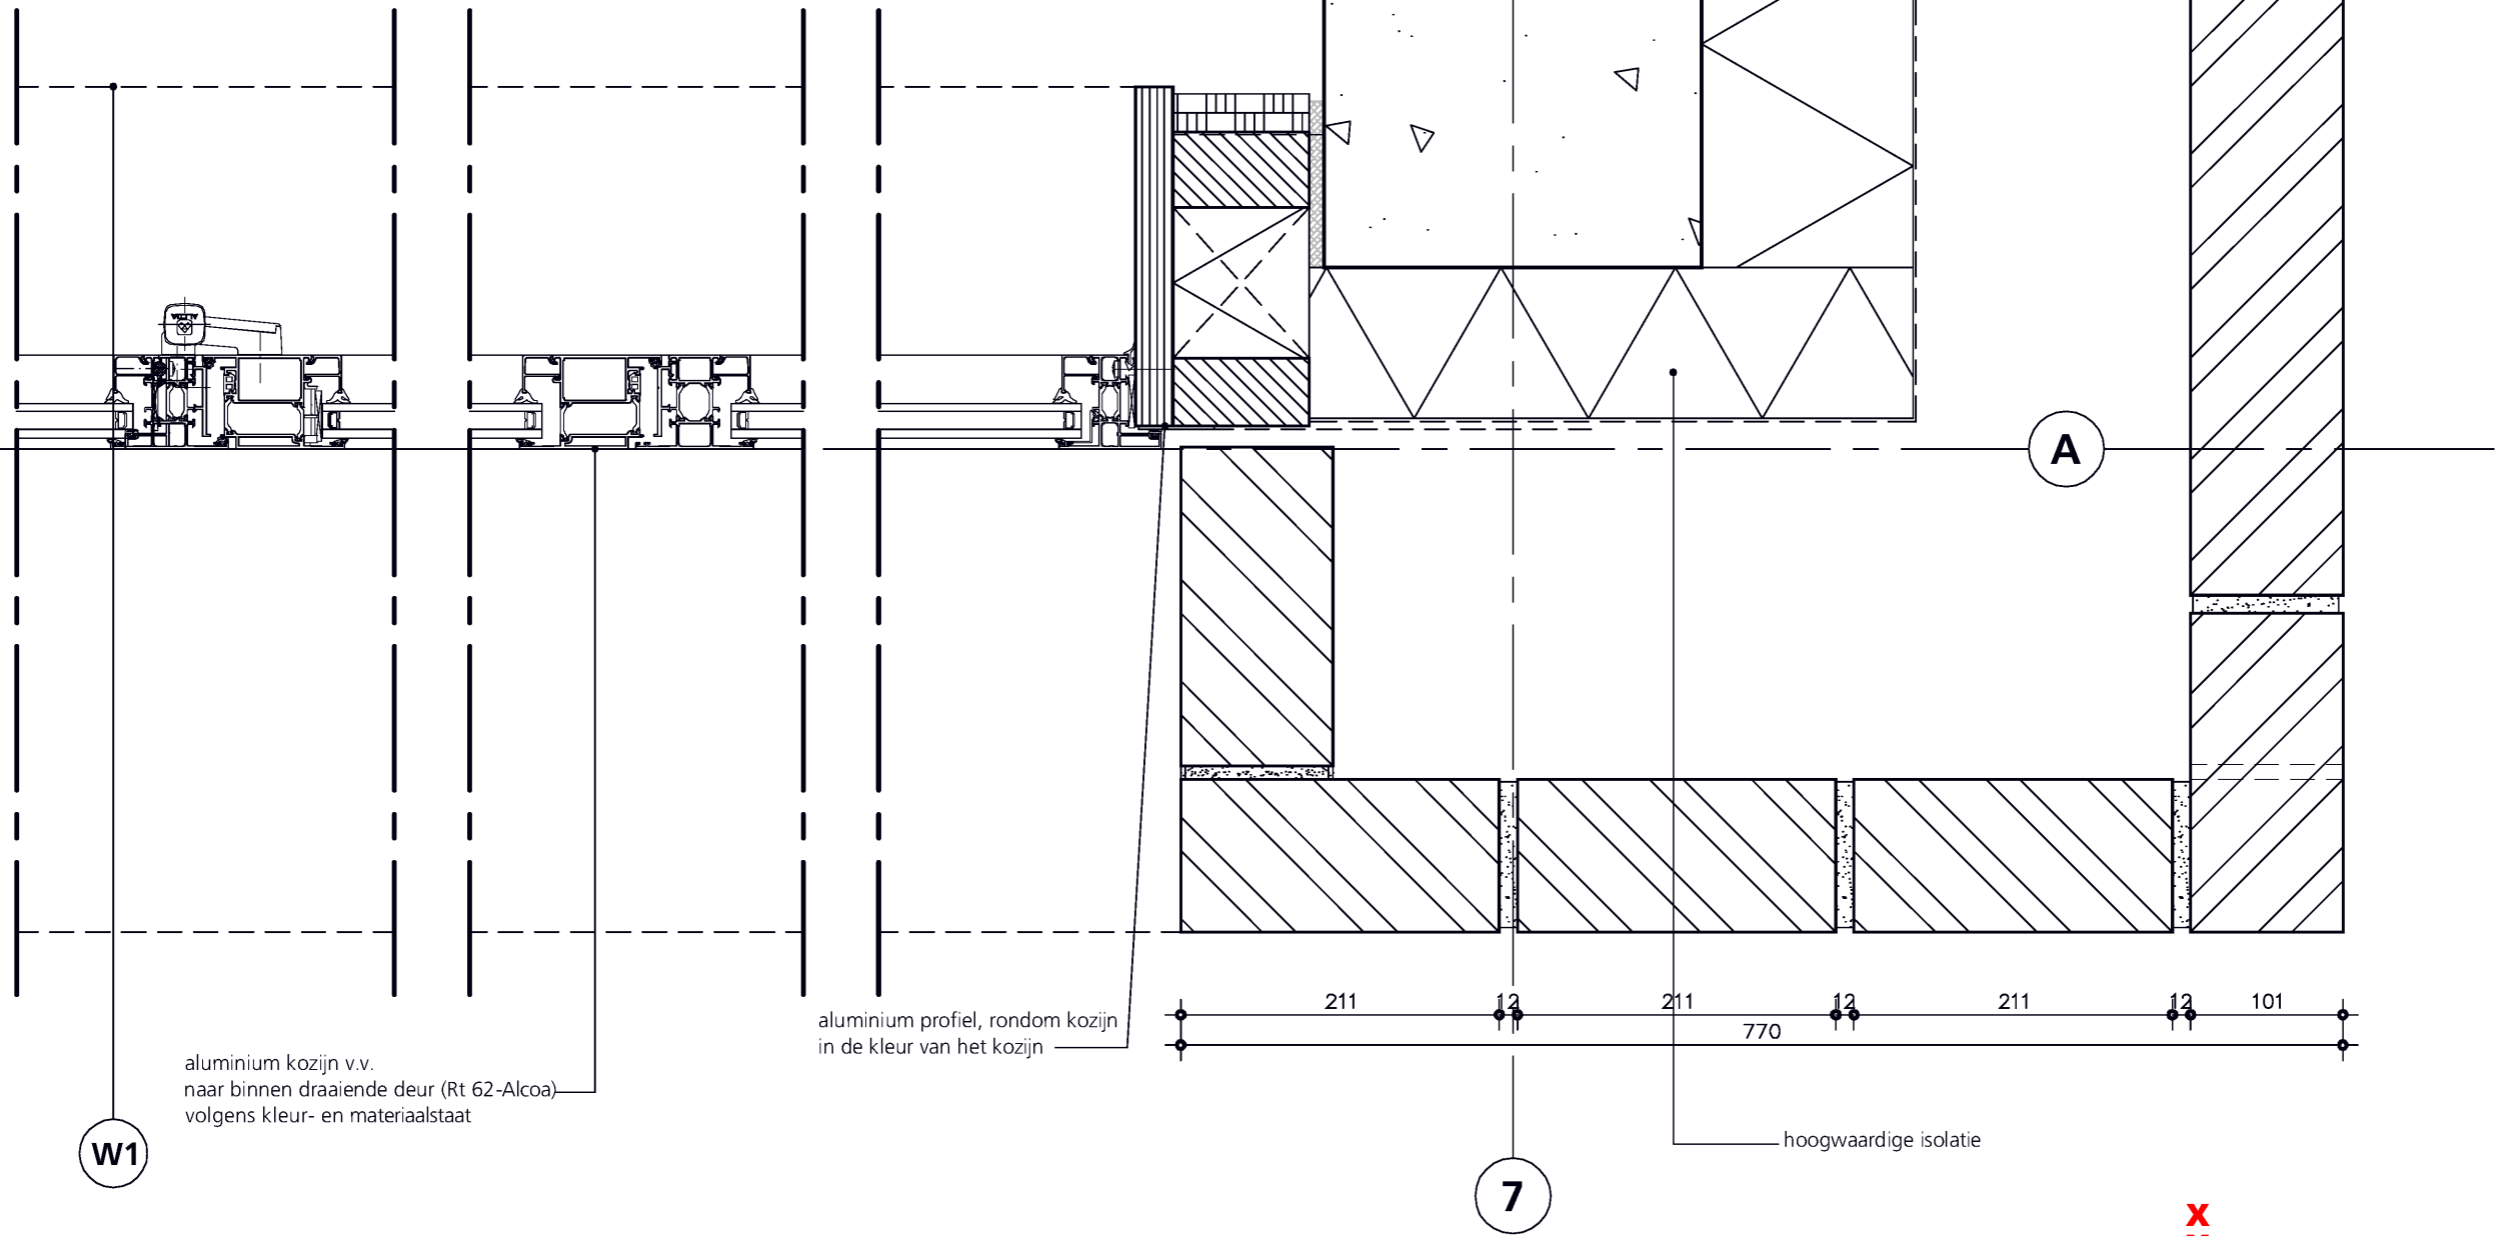 A
211
12
211
12
211
12
101
770
aluminium profiel, rondom kozijn
in de kleur van het kozijn
aluminium kozijn v.v.
naar binnen draaiende deur (Rt 62-Alcoa)
volgens kleur- en materiaalstaat
W1
hoogwaardige isolatie
7
x